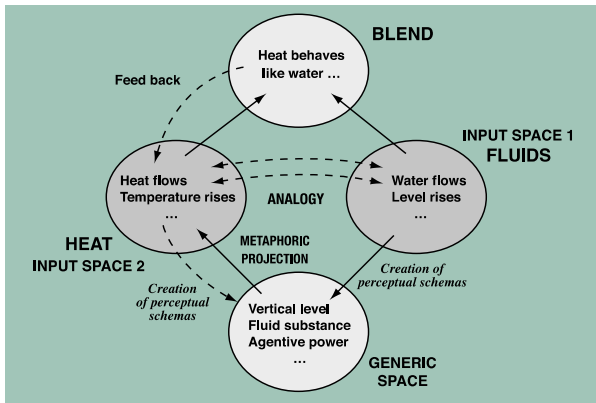 BLEND
Heat behaves
like water ...
Feed back
INPUT SPACE 1
FLUIDS
Heat flows
Temperature rises
...
ANALOGY
Water flows
Level rises
...
HEAT
INPUT SPACE 2
METAPHORIC
PROJECTION
Creation
of perceptual
schemas
Creation of
perceptual schemas
Vertical level
Fluid substance
Agentive power
...
GENERIC
SPACE